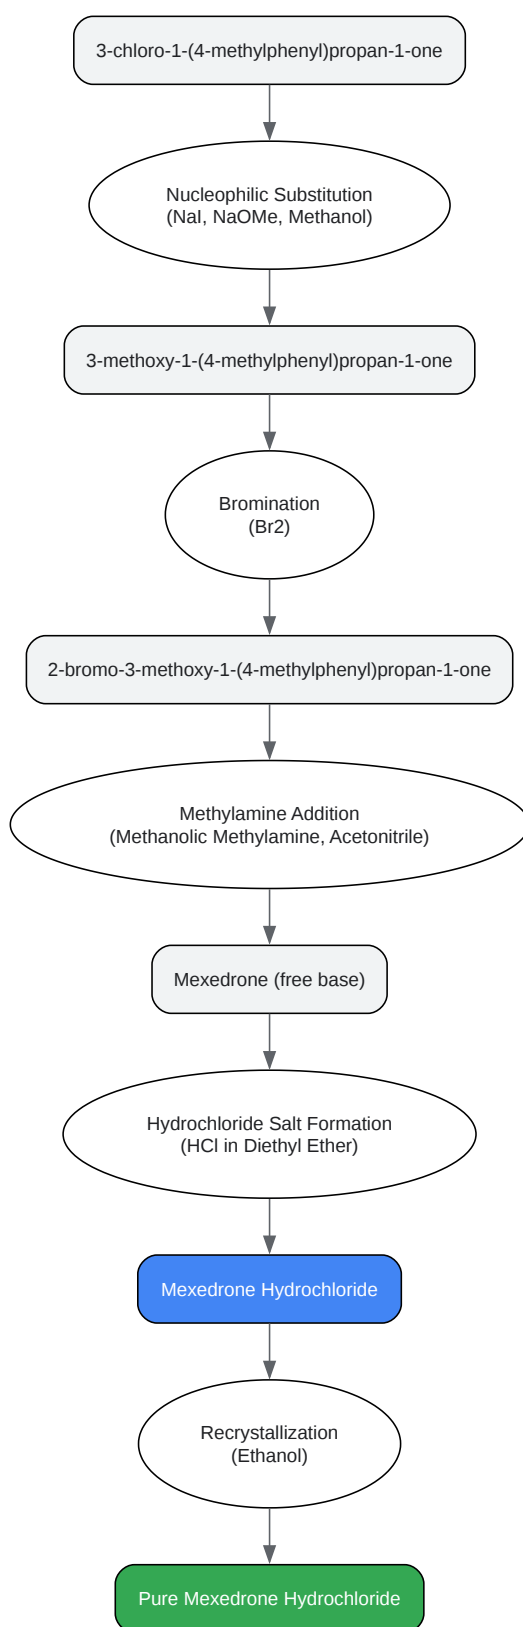 3-chloro-1-(4-methylphenyl)propan-1-one
Nucleophilic Substitution
(NaI, NaOMe, Methanol)
3-methoxy-1-(4-methylphenyl)propan-1-one
Bromination
(Br2)
2-bromo-3-methoxy-1-(4-methylphenyl)propan-1-one
Methylamine Addition
(Methanolic Methylamine, Acetonitrile)
Mexedrone (free base)
Hydrochloride Salt Formation
(HCl in Diethyl Ether)
Mexedrone Hydrochloride
Recrystallization
(Ethanol)
Pure Mexedrone Hydrochloride